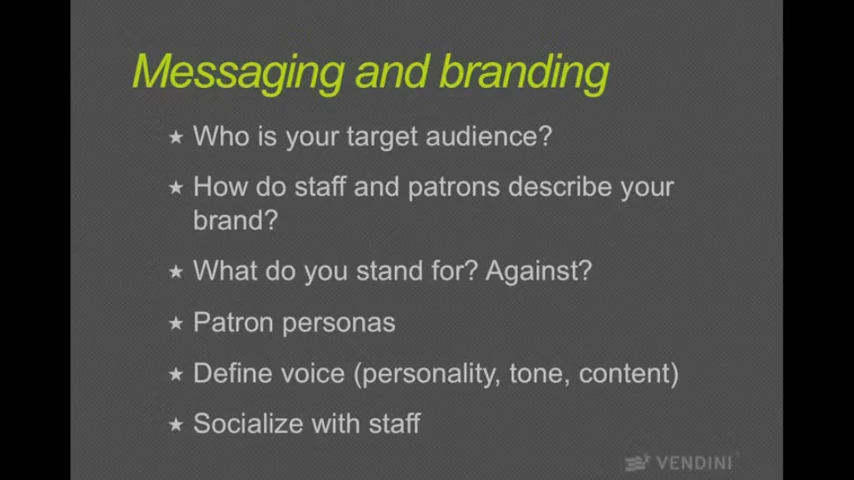 Messaging and branding
★ Who is your target audience?
★ How do staff and patrons describe your
brand?
★ What do you stand for? Against?
★ Patron personas
★ Define voice (personality, tone, content)
★ Socialize with staff
VENDINI